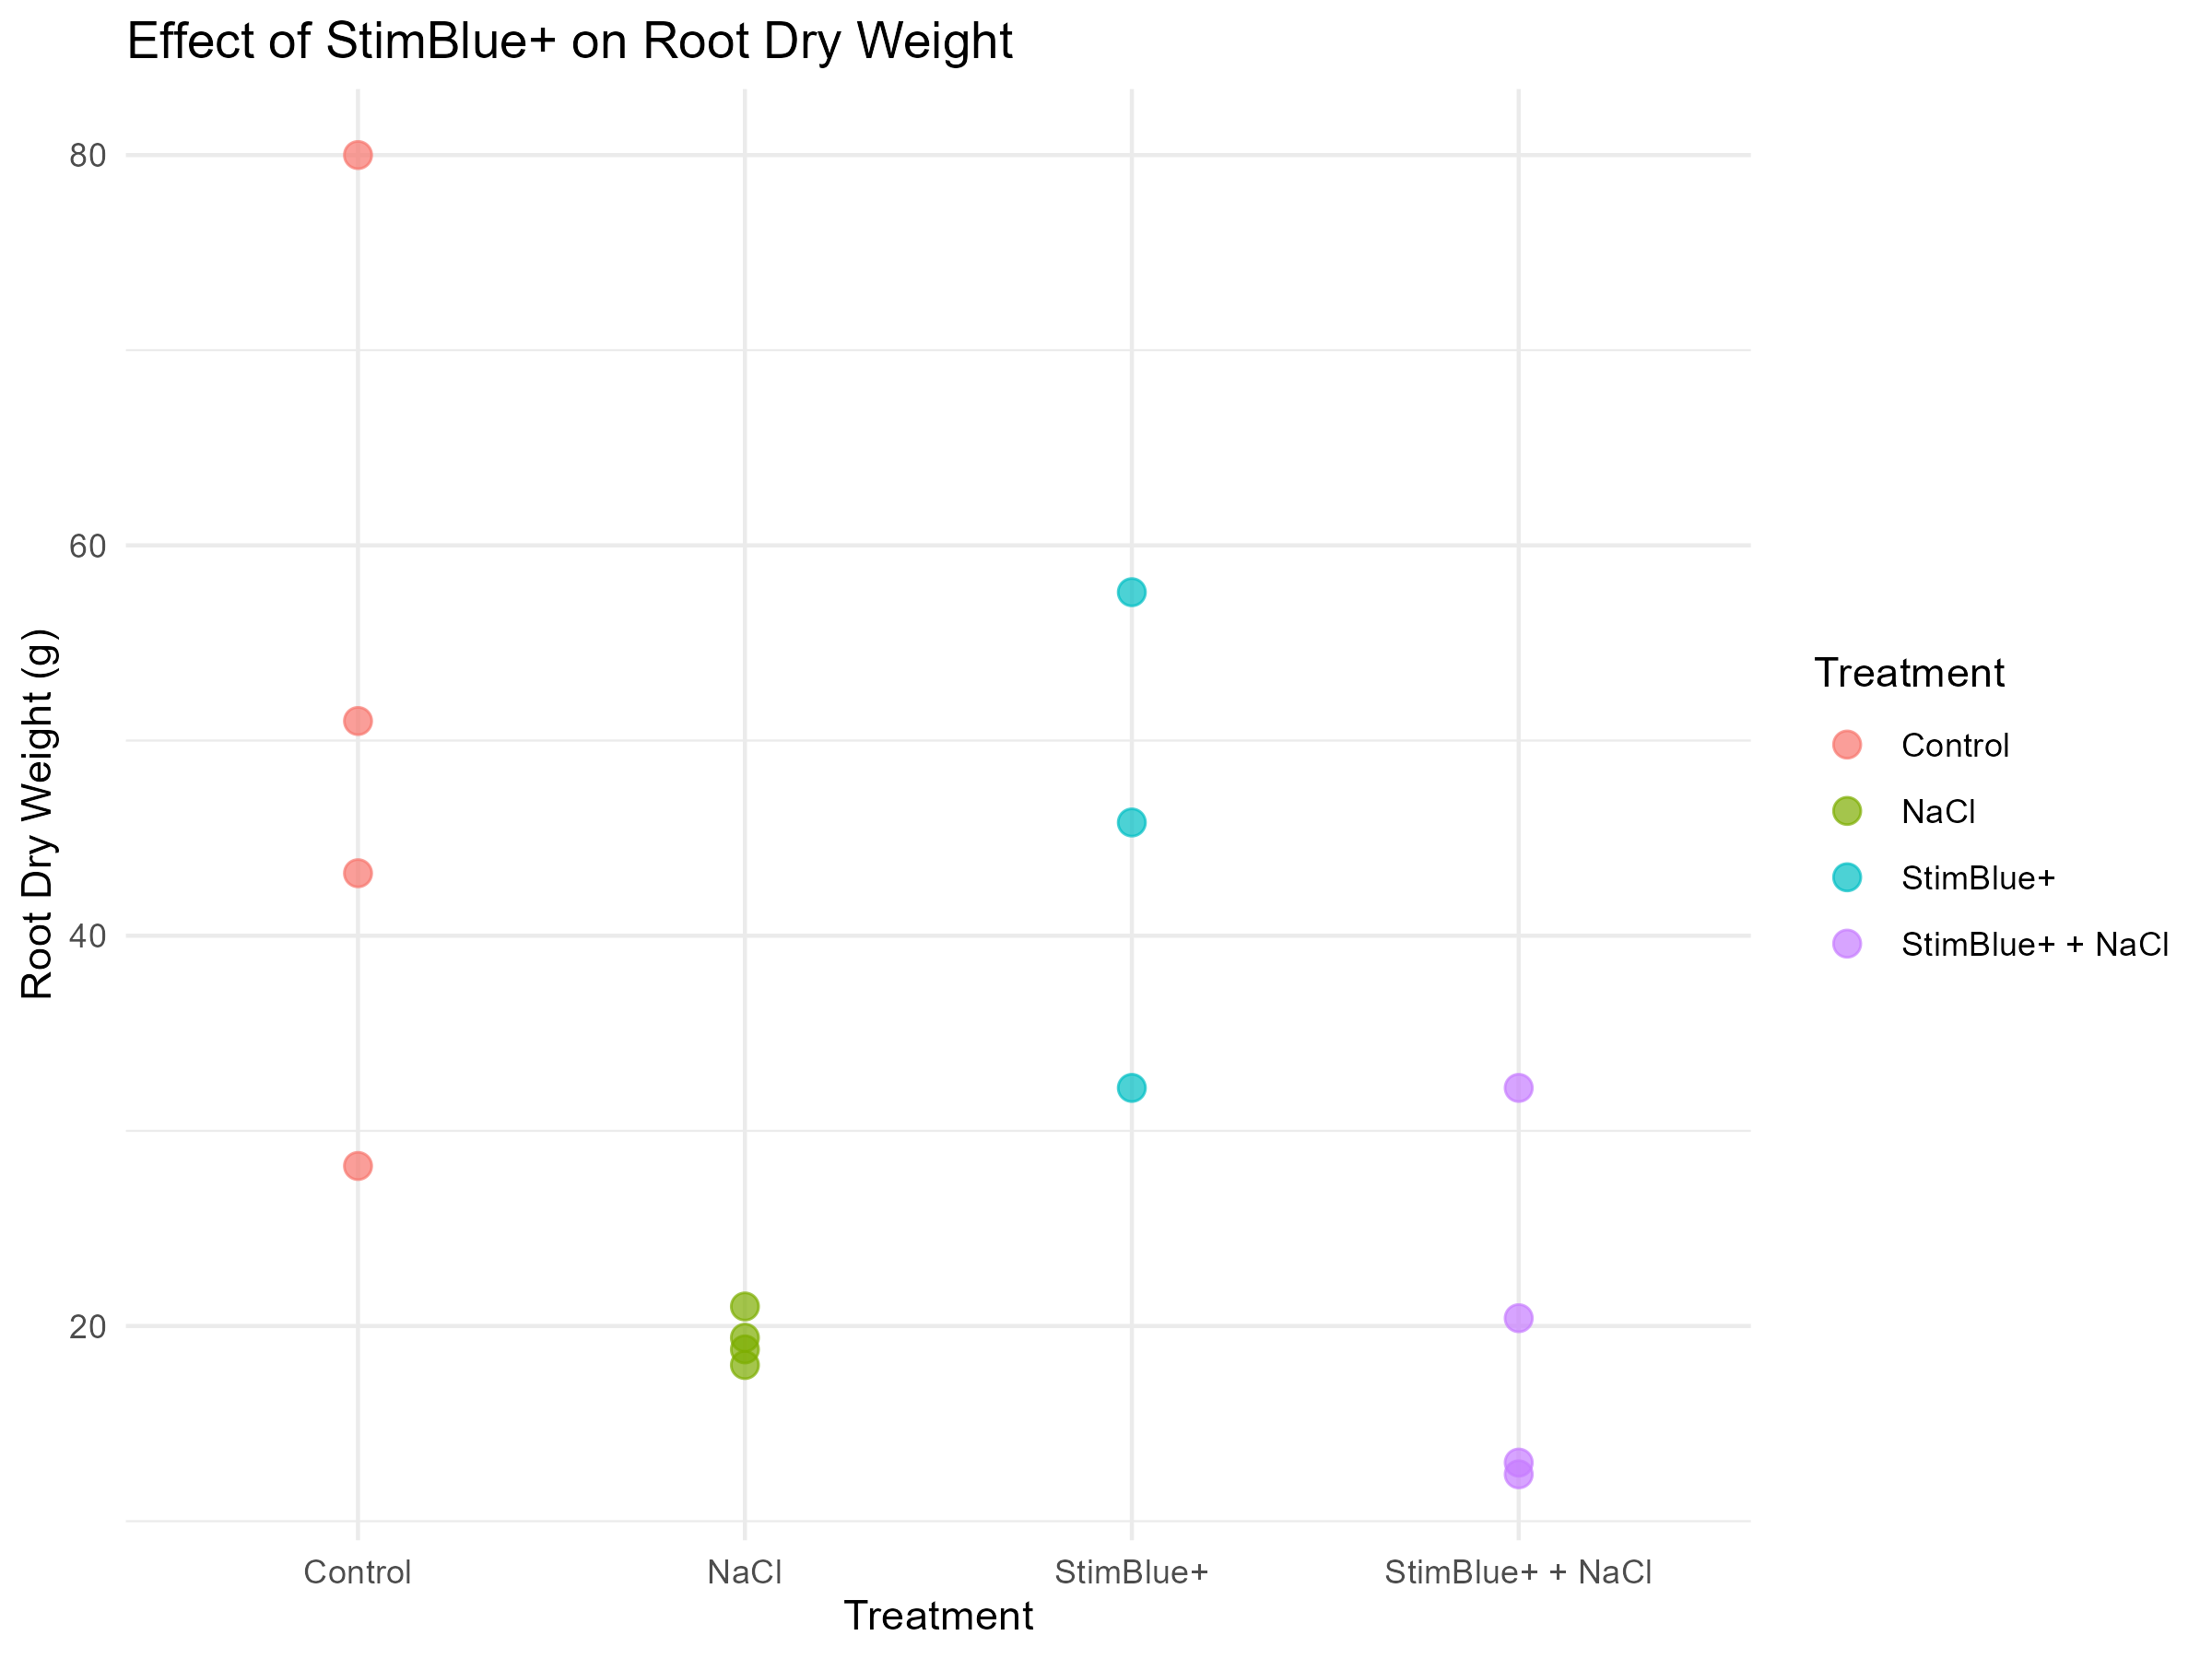 Effect of StimBlue+ on Root Dry Weight
Root Dry Weight (g)
80
60
40
20
Control
NaCl
StimBlue+
StimBlue+ + NaCl
Treatment
Treatment
Control
NaCl
StimBlue+
StimBlue+ + NaCl